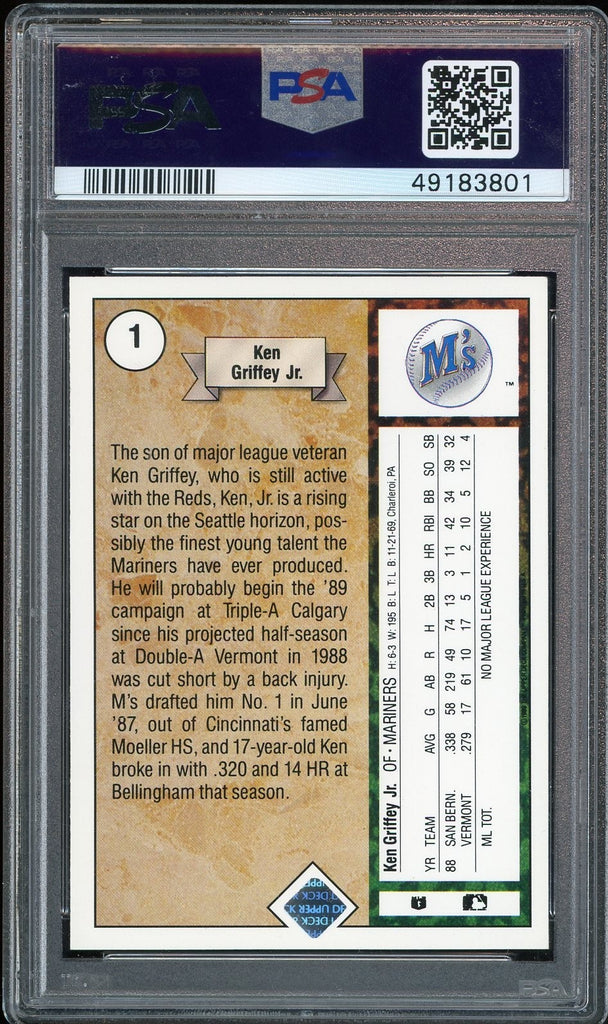 PSA
PSA
49183801
1
Ken
Griffey Jr.
M's
™
The son of major league veteran
Ken Griffey, who is still active
with the Reds, Ken, Jr. is a rising
star on the Seattle horizon, pos-
sibly the finest young talent the
Mariners have ever produced.
He will probably begin the '89
campaign at Triple-A Calgary
since his projected half-season
at Double-A Vermont in 1988
was cut short by a back injury.
M's drafted him No. 1 in June
'87, out of Cincinnati's famed
Moeller HS, and 17-year-old Ken
broke in with .320 and 14 HR at
Bellingham that season.
Ken Griffey Jr. OF · MARINERS H: 6-3 W: 195 B: L T: L B: 11-21-69, Charleroi, PA
YR TEAM AVG G AB R H 2B 3B HR RBI BB SO SB
88 SAN BERN. .338 58 219 49 74 13 3 11 42 34 39 32
VERMONT .279 17 61 10 17 5 1 2 10 5 12 4
ML TOT. NO MAJOR LEAGUE EXPERIENCE
UPPER DECK
PSA